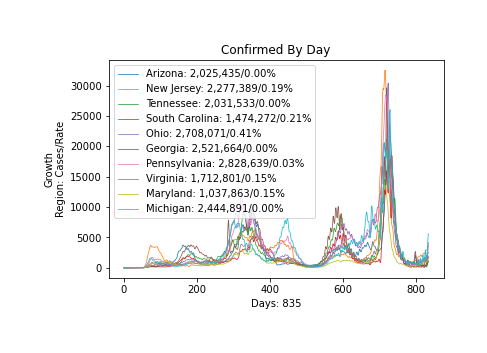 Confirmed By Day
Growth
Region: Cases/Rate
30000
25000
20000
15000
10000
5000
0
Arizona: 2,025,435/0.00%
New Jersey: 2,277,389/0.19%
Tennessee: 2,031,533/0.00%
South Carolina: 1,474,272/0.21%
Ohio: 2,708,071/0.41%
Georgia: 2,521,664/0.00%
Pennsylvania: 2,828,639/0.03%
Virginia: 1,712,801/0.15%
Maryland: 1,037,863/0.15%
Michigan: 2,444,891/0.00%
0 200 400 600 800
Days: 835